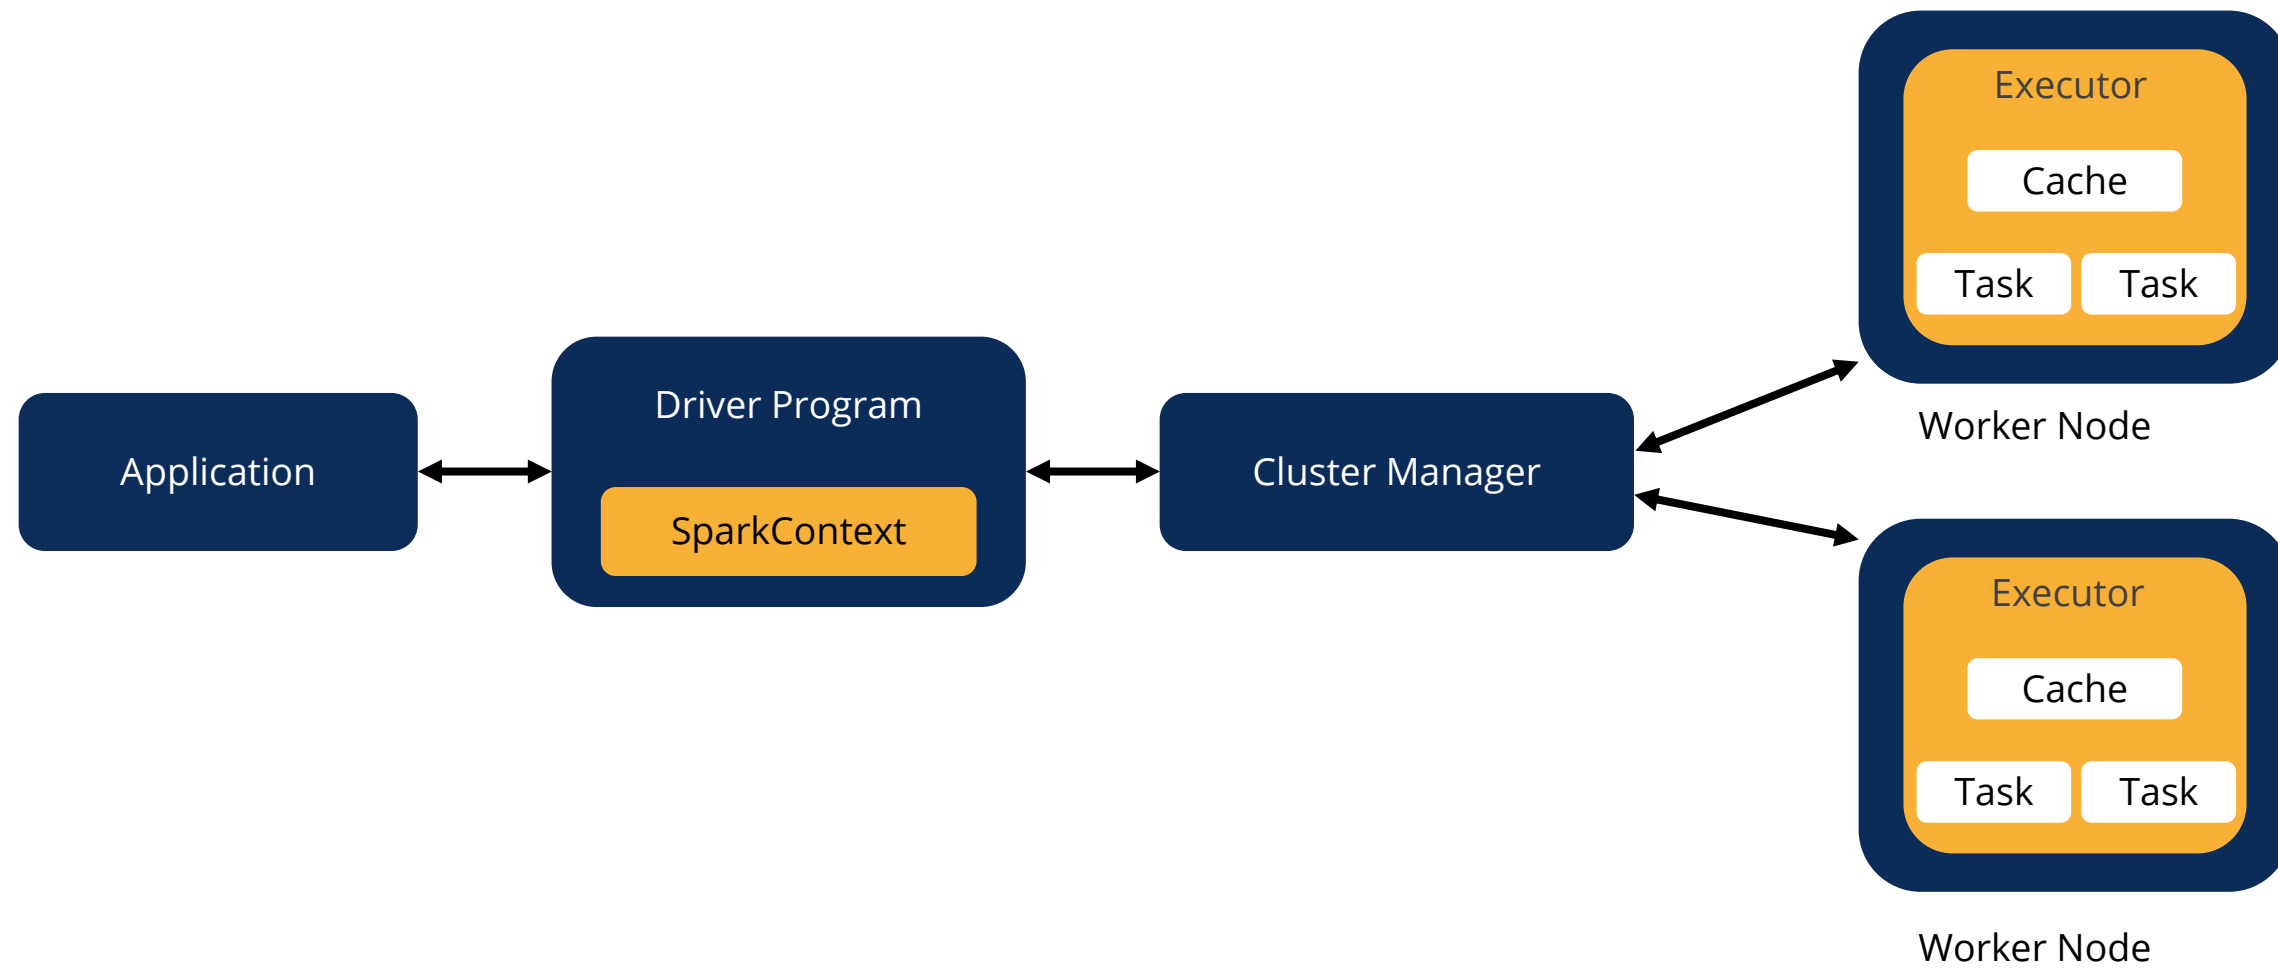 Application
Driver Program
SparkContext
Cluster Manager
Executor
Cache
Task Task
Worker Node
Executor
Cache
Task Task
Worker Node